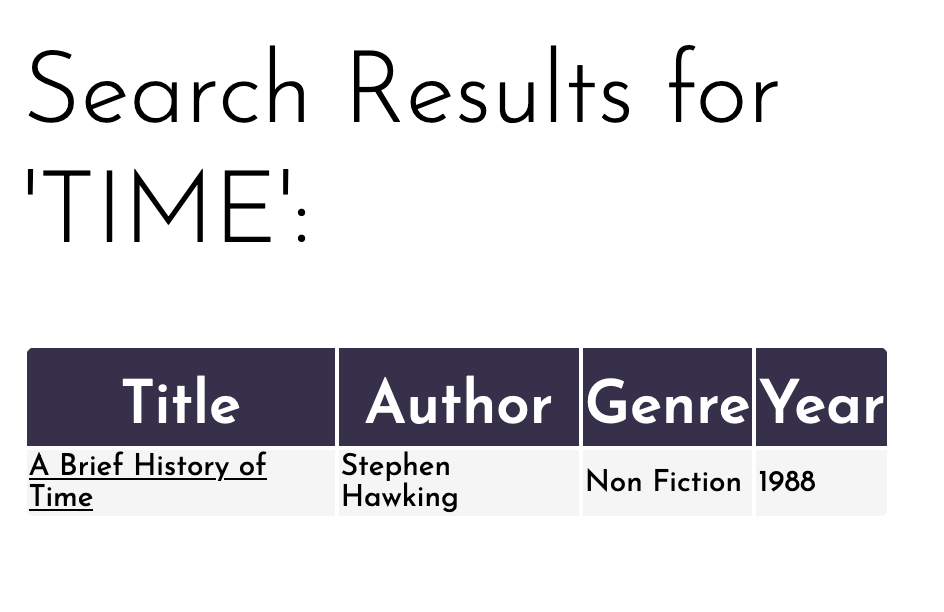 Search Results for
'TIME':
Title Author Genre Year
A Brief History of Time Stephen Hawking Non Fiction 1988